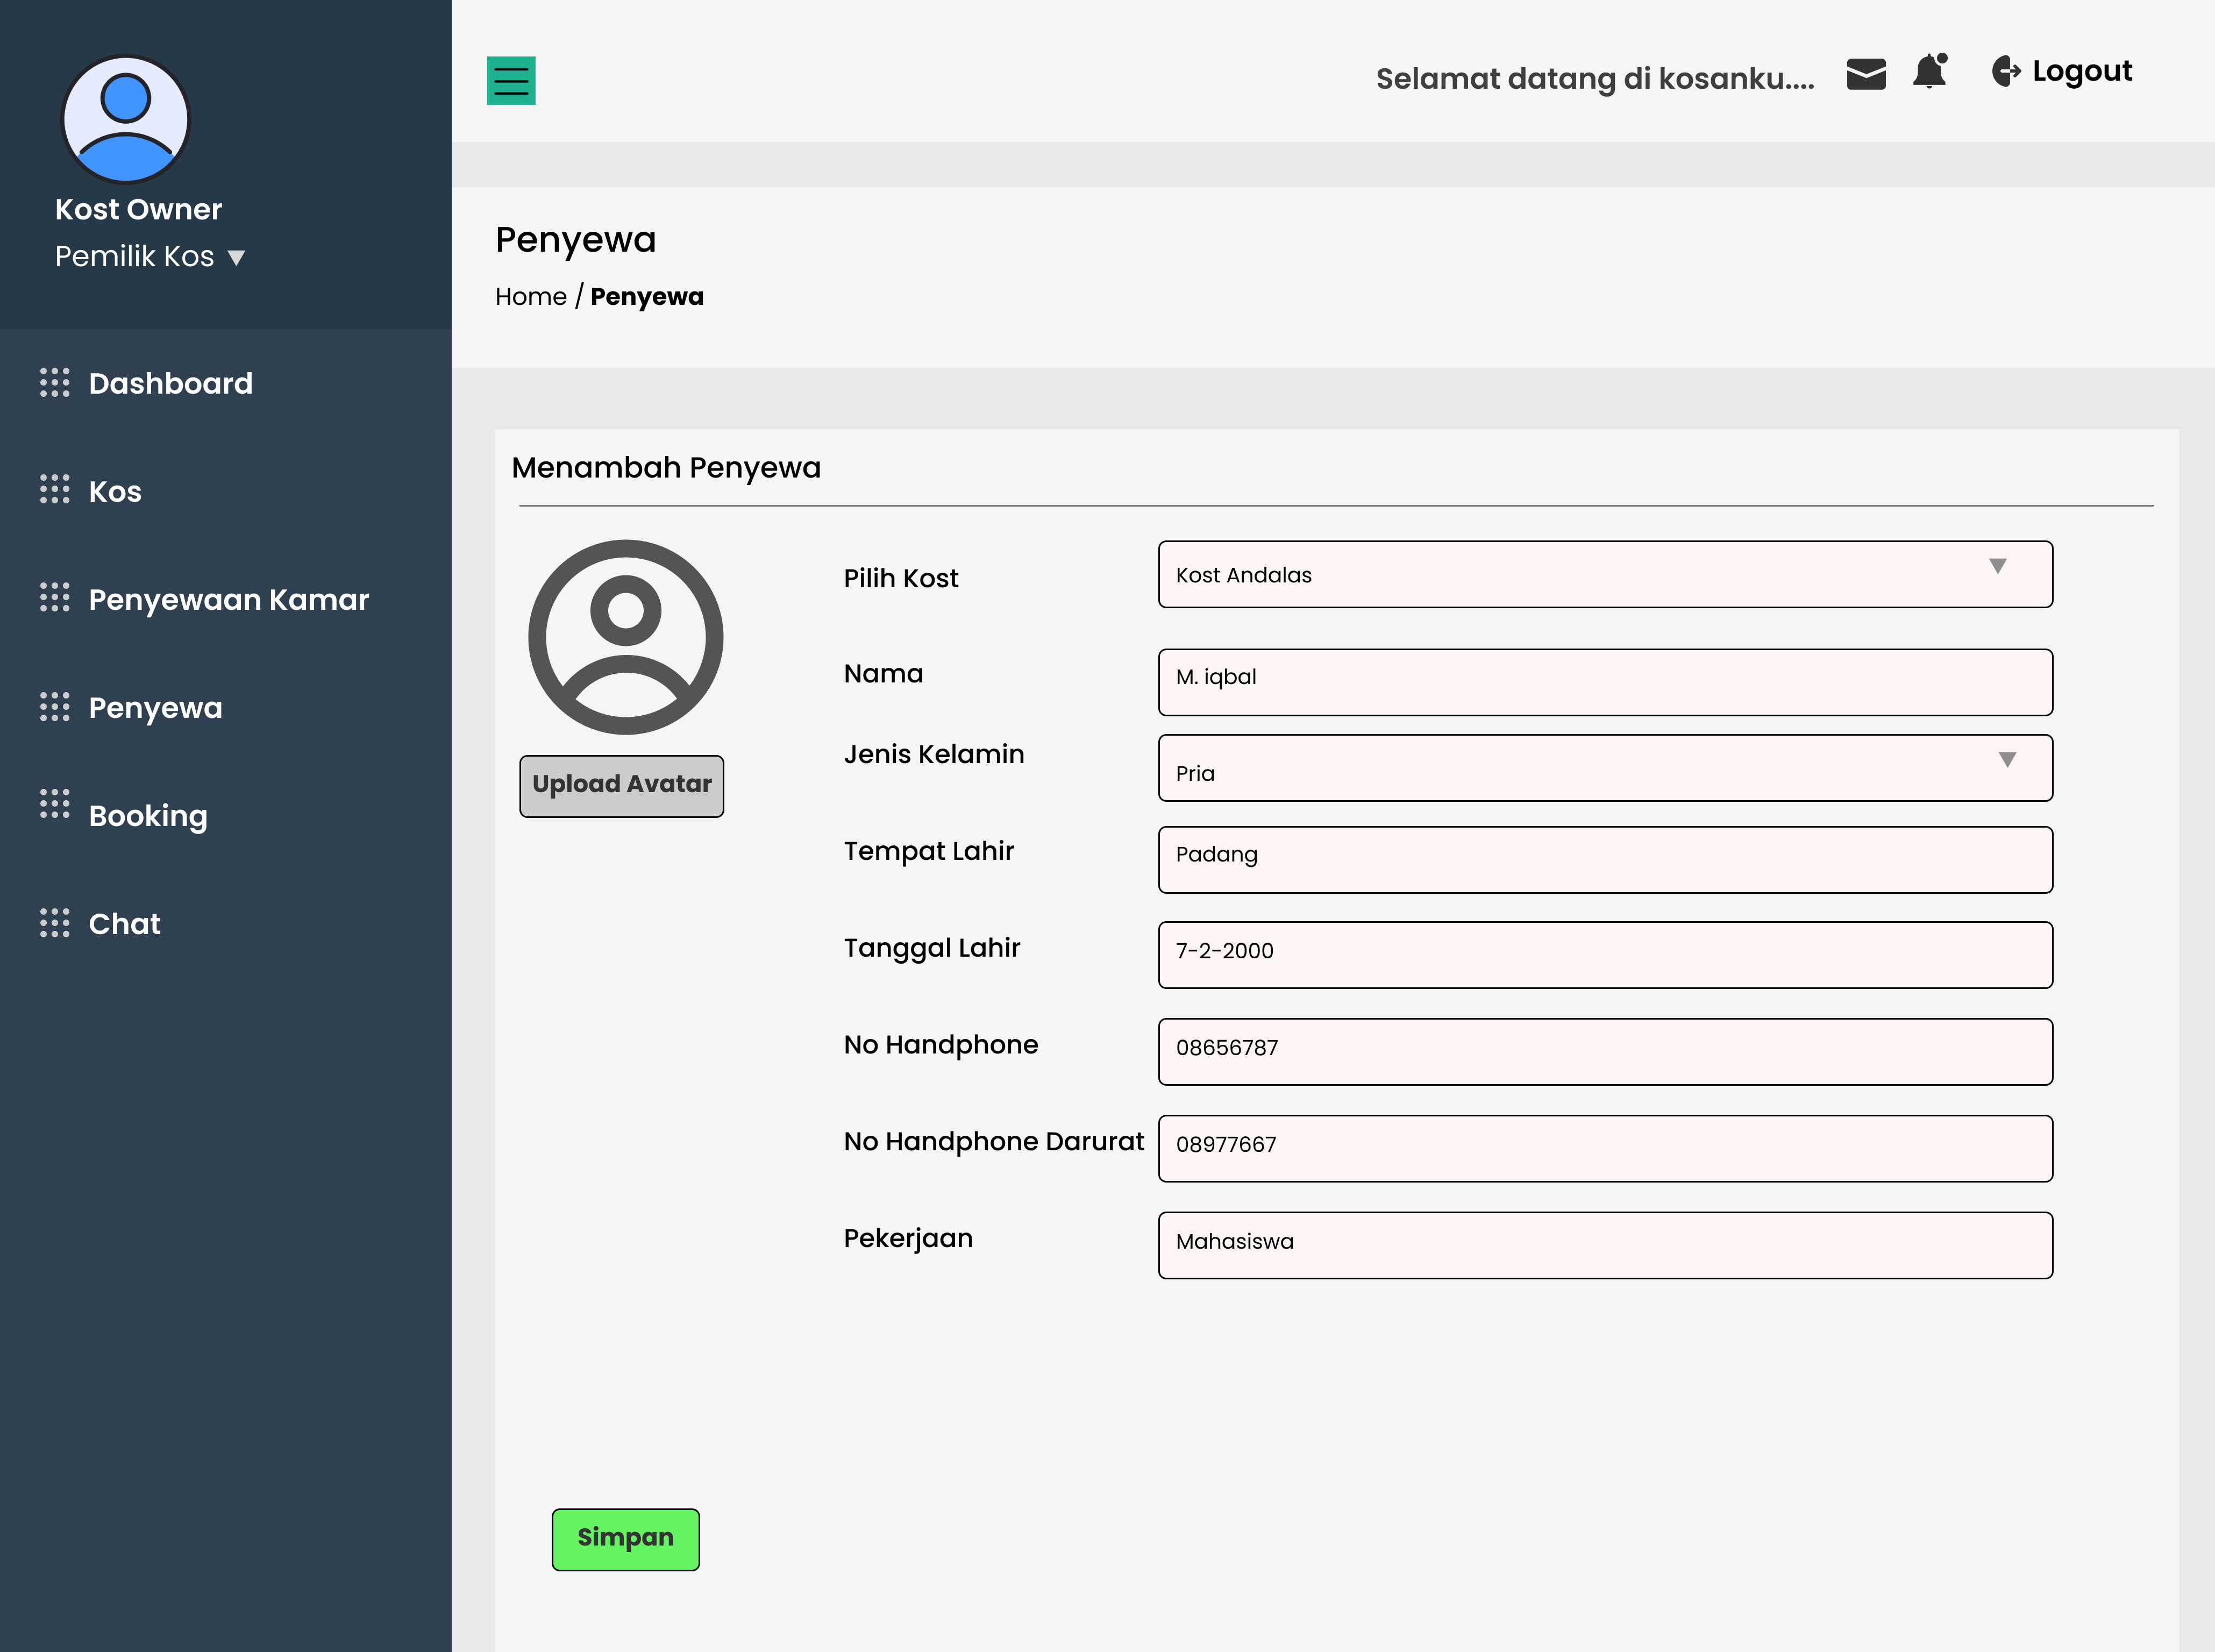 Kost Owner
Pemilik Kos
Dashboard
Kos
Penyewaan Kamar
Penyewa
Booking
Chat
Selamat datang di kosanku....
Logout
Penyewa
Home / Penyewa
Menambah Penyewa
Upload Avatar
Pilih Kost
Kost Andalas
Nama
M. iqbal
Jenis Kelamin
Pria
Tempat Lahir
Padang
Tanggal Lahir
7-2-2000
No Handphone
08656787
No Handphone Darurat
08977667
Pekerjaan
Mahasiswa
Simpan